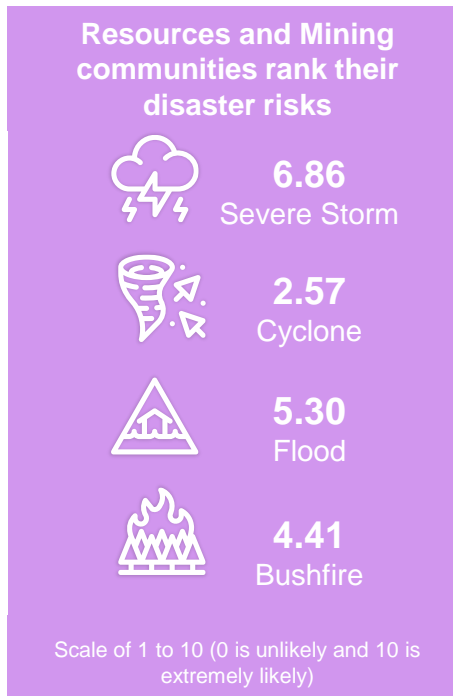 Resources and Mining
communities rank their
disaster risks
6.86
Severe Storm
2.57
Cyclone
5.30
Flood
4.41
Bushfire
Scale of 1 to 10 (0 is unlikely and 10 is
extremely likely)